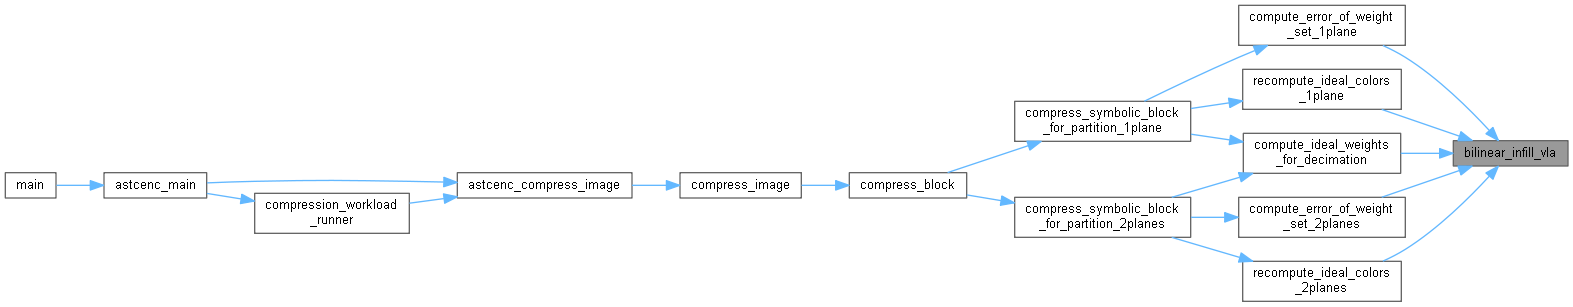 main
astcenc_main
compression_workload
_runner
astcenc_compress_image
compress_image
compress_block
compress_symbolic_block
_for_partition_1plane
compress_symbolic_block
_for_partition_2planes
compute_error_of_weight
_set_1plane
recompute_ideal_colors
_1plane
compute_ideal_weights
_for_decimation
compute_error_of_weight
_set_2planes
recompute_ideal_colors
_2planes
bilinear_infill_vla